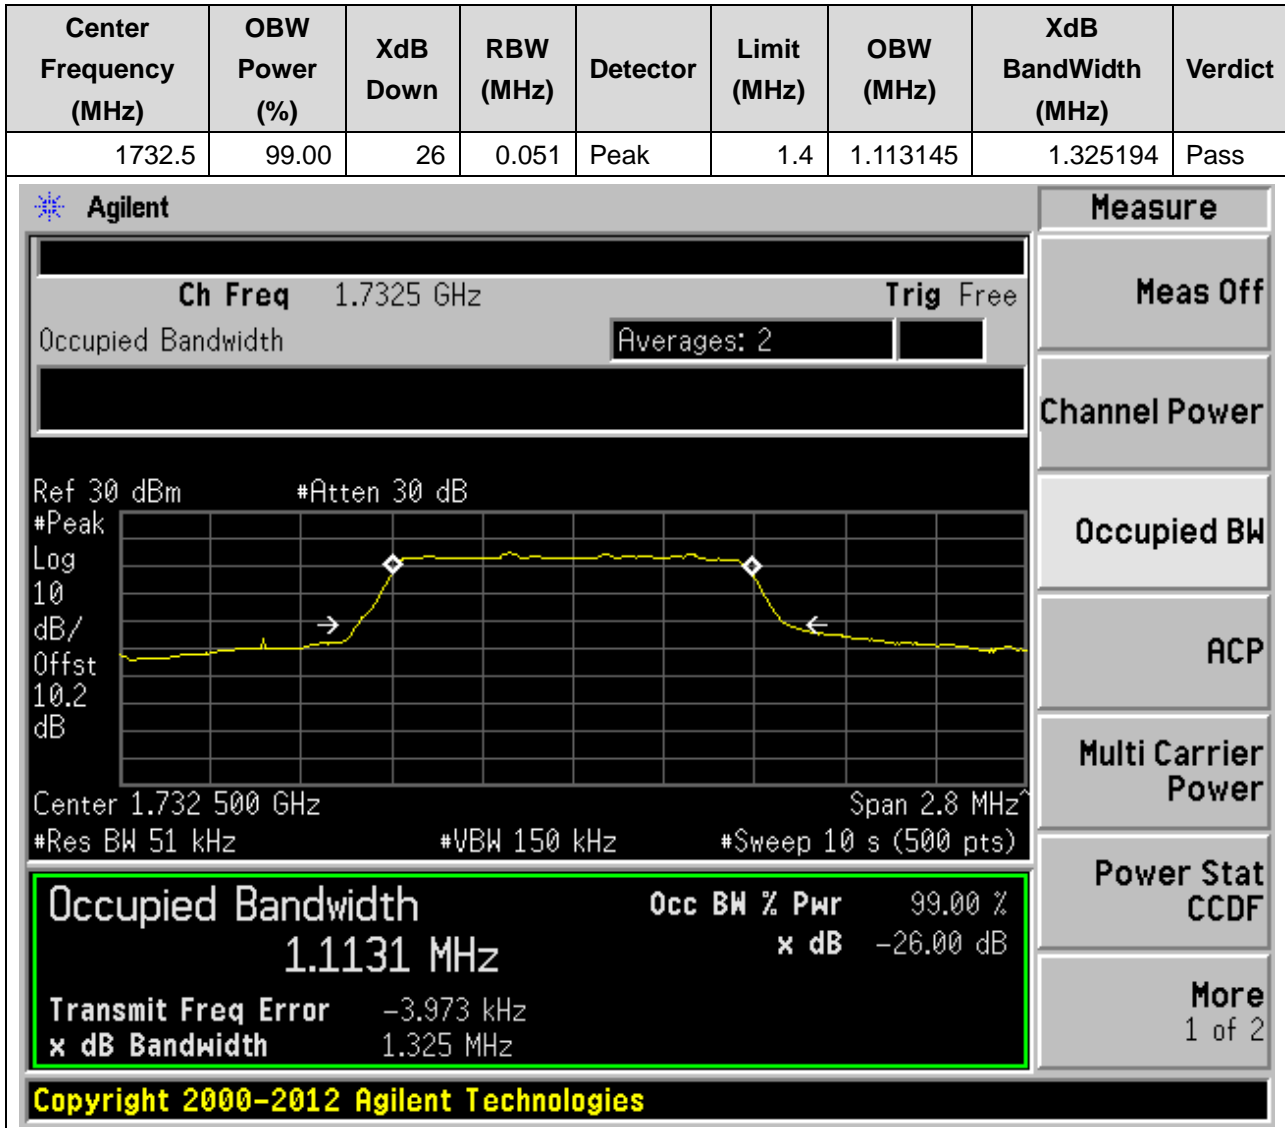 Center Frequency (MHz) OBW Power (%) XdB Down RBW (MHz) Detector Limit (MHz) OBW (MHz) XdB BandWidth (MHz) Verdict
1732.5 99.00 26 0.051 Peak 1.4 1.113145 1.325194 Pass
Agilent
Measure
Ch Freq 1.7325 GHz Trig Free
Meas Off
Occupied Bandwidth Averages: 2
Channel Power
Ref 30 dBm #Atten 30 dB
#Peak
Log
10
dB/
Offst
10.2
dB
Occupied BW
ACP
Multi Carrier
Power
Center 1.732 500 GHz Span 2.8 MHz^
#Res BW 51 kHz #VBW 150 kHz #Sweep 10 s (500 pts)
Power Stat
CCDF
Occupied Bandwidth Occ BW % Pwr 99.00 %
1.1131 MHz x dB -26.00 dB
Transmit Freq Error -3.973 kHz
x dB Bandwidth 1.325 MHz
More
1 of 2
Copyright 2000-2012 Agilent Technologies